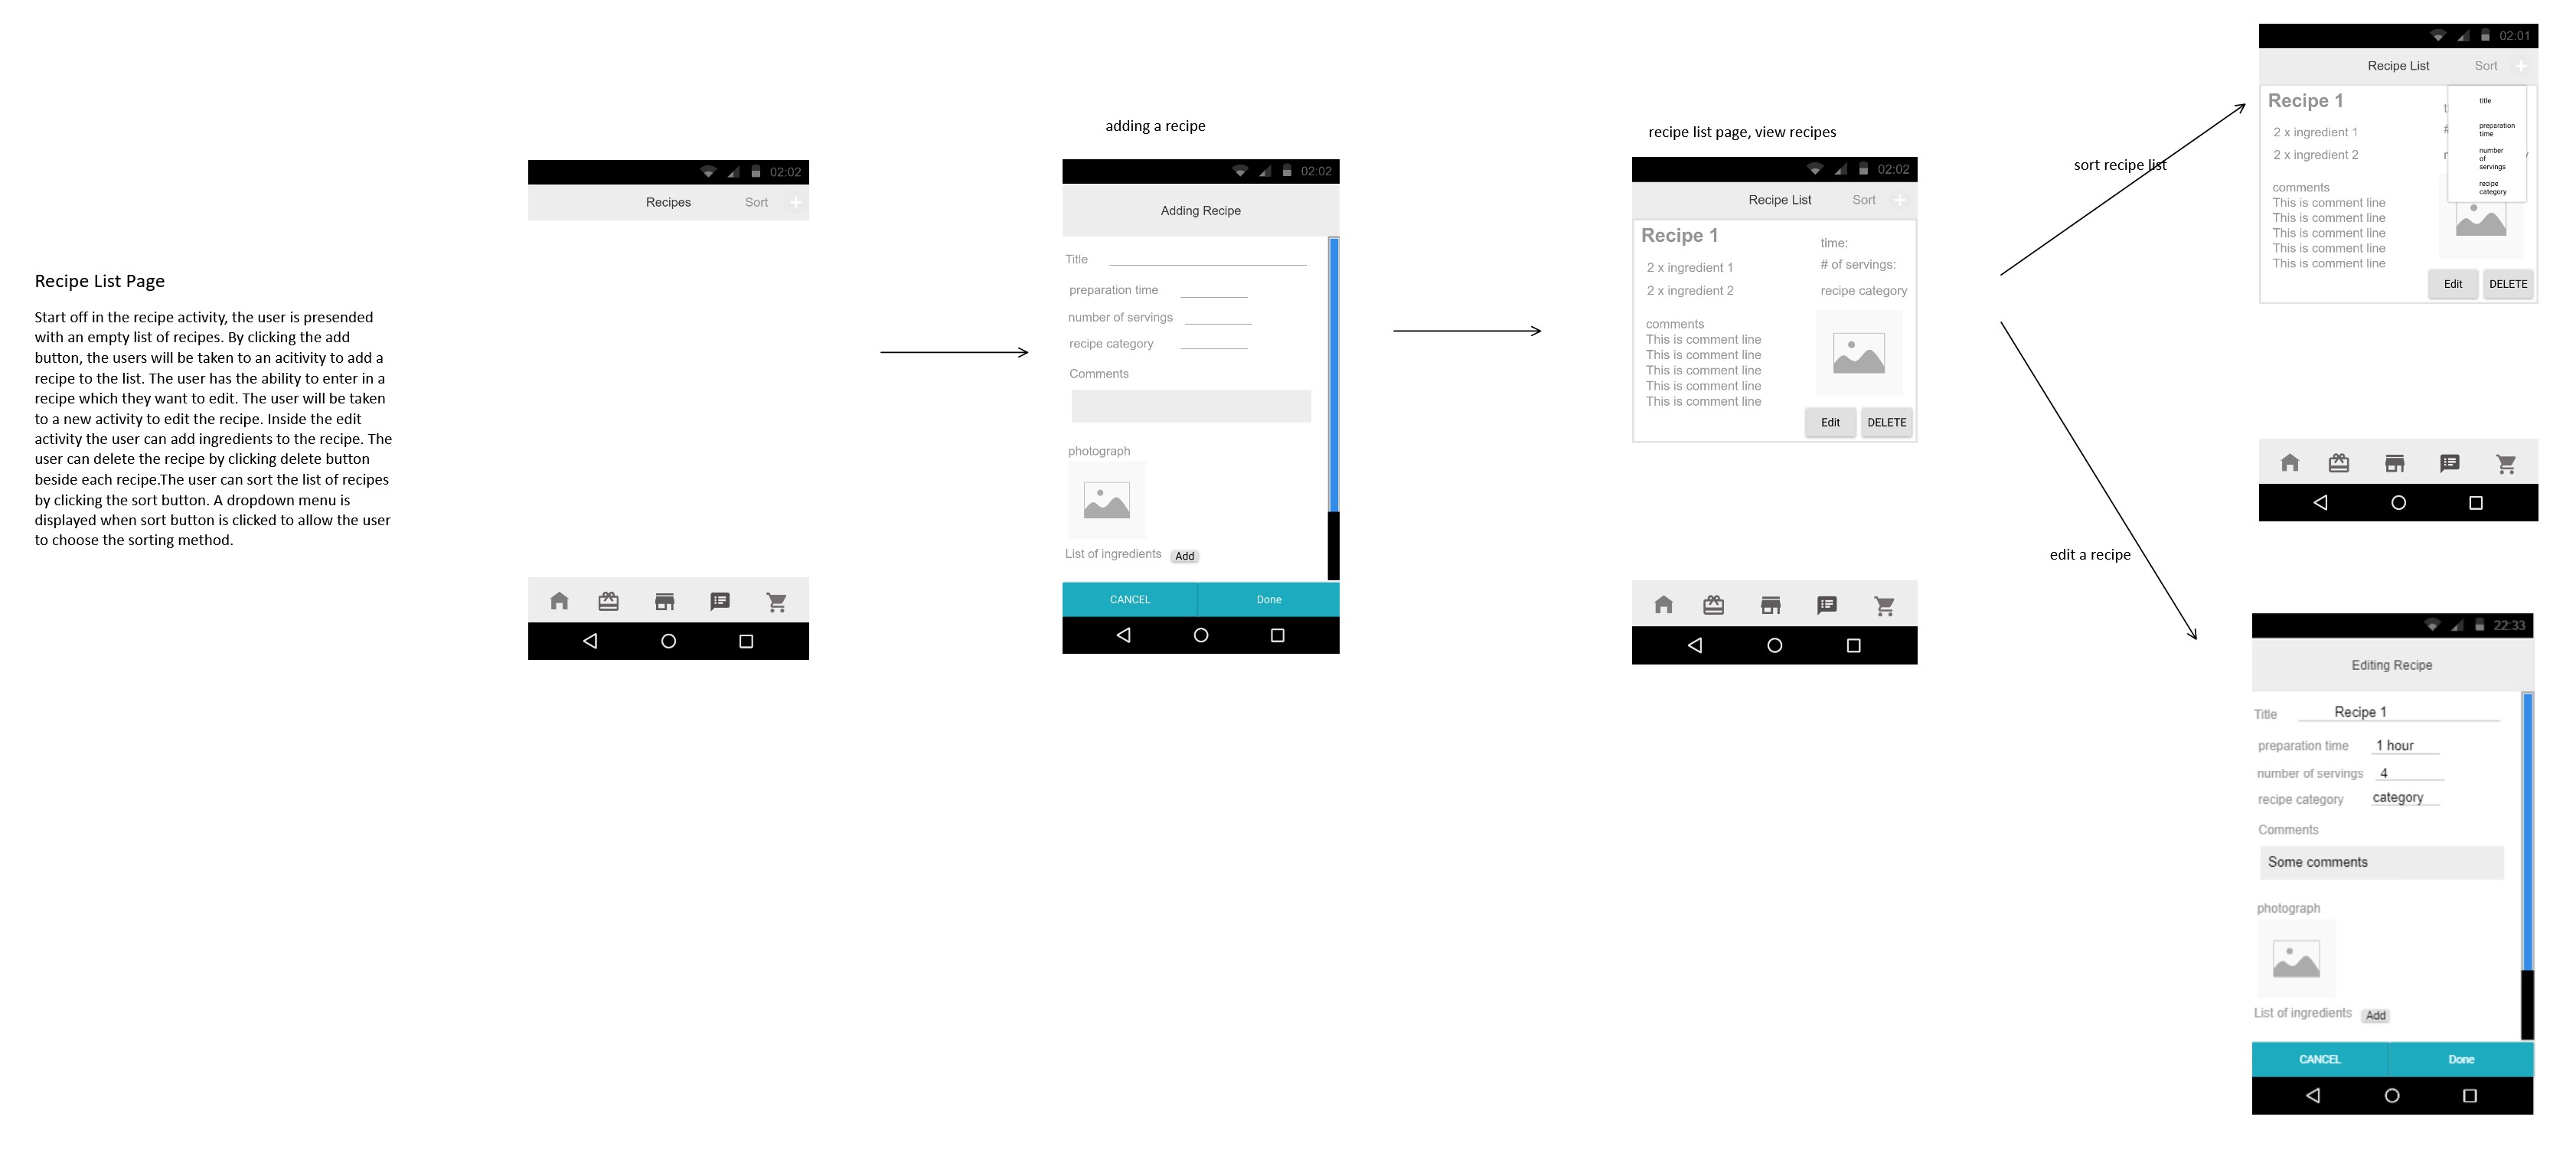 Recipe List Page
Start off in the recipe activity, the user is presended
with an empty list of recipes. By clicking the add
button, the users will be taken to an acitivity to add a
recipe to the list. The user has the ability to enter in a
recipe which they want to edit. The user will be taken
to a new activity to edit the recipe. Inside the edit
activity the user can add ingredients to the recipe. The
user can delete the recipe by clicking delete button
beside each recipe.The user can sort the list of recipes
by clicking the sort button. A dropdown menu is
displayed when sort button is clicked to allow the user
to choose the sorting method.
02:02
Recipes Sort +
adding a recipe
02:02
Adding Recipe
Title
preparation time
number of servings
recipe category
Comments
photograph
List of ingredients Add
CANCEL Done
recipe list page, view recipes
02:02
Recipe List Sort +
Recipe 1
time:
2 x ingredient 1
# of servings:
2 x ingredient 2
recipe category
comments
This is comment line
This is comment line
This is comment line
This is comment line
This is comment line
Edit DELETE
sort recipe list
02:01
Recipe List Sort +
Recipe 1
2 x ingredient 1
2 x ingredient 2
title
preparation
time
number
of
servings
recipe
category
comments
This is comment line
This is comment line
This is comment line
This is comment line
This is comment line
Edit DELETE
edit a recipe
22:33
Editing Recipe
Title Recipe 1
preparation time 1 hour
number of servings 4
recipe category category
Comments
Some comments
photograph
List of ingredients Add
CANCEL Done